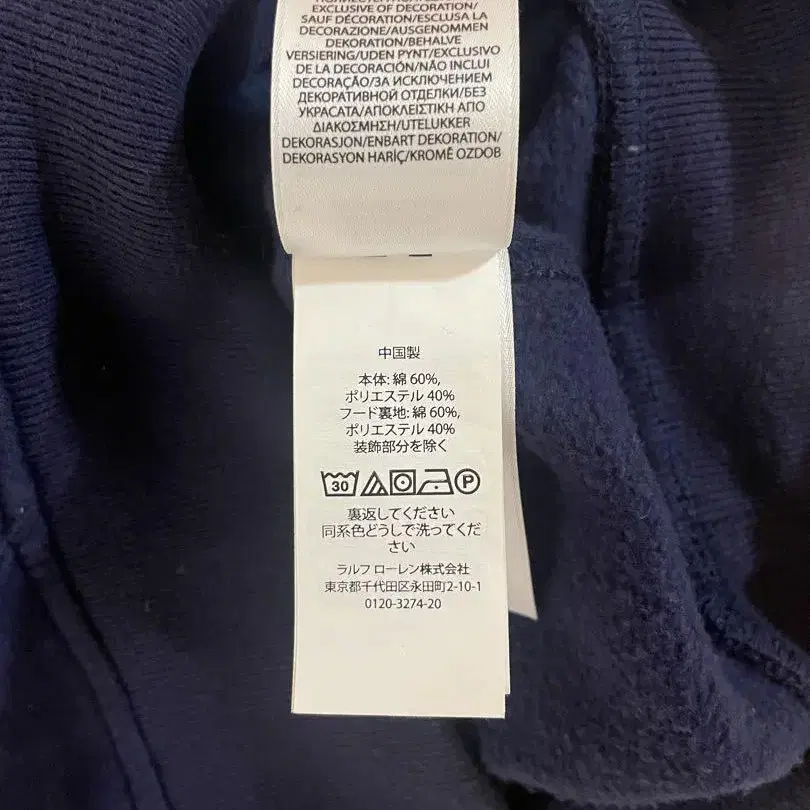 EXCLUSIVE OF DECORATION/
SAUF DÉCORATION/ESCLUSA LA
DECORAZIONE/AUSGENOMMEN
DEKORATION/BEHALVE
VERSIERING/UDEN PYNT/EXCLUSIVO
DE LA DECORACIÓN/NÃO INCLUI
DECORAÇÃO/ЗА ИСКЛЮЧЕНИЕМ
ДЕКОРАТИВНОЙ ОТДЕЛКИ/БЕЗ
УКРАСАТА/ΑΠΟΚΛΕΙΣΤΙΚΗ ΑΠΟ
ΔΙΑΚΟΣΜΗΣΗ/UTELUKKER
DEKORASJON/ENBART DEKORATION/
DEKORASYON HARİÇ/KROMĚ OZDOB
中国製
本体: 綿 60%,
ポリエステル 40%
フード裏地: 綿 60%,
ポリエステル 40%
装飾部分を除く
30 P
裏返してください
同系色どうしで洗ってくだ
さい
ラルフ ローレン株式会社
東京都千代田区永田町2-10-1
0120-3274-20